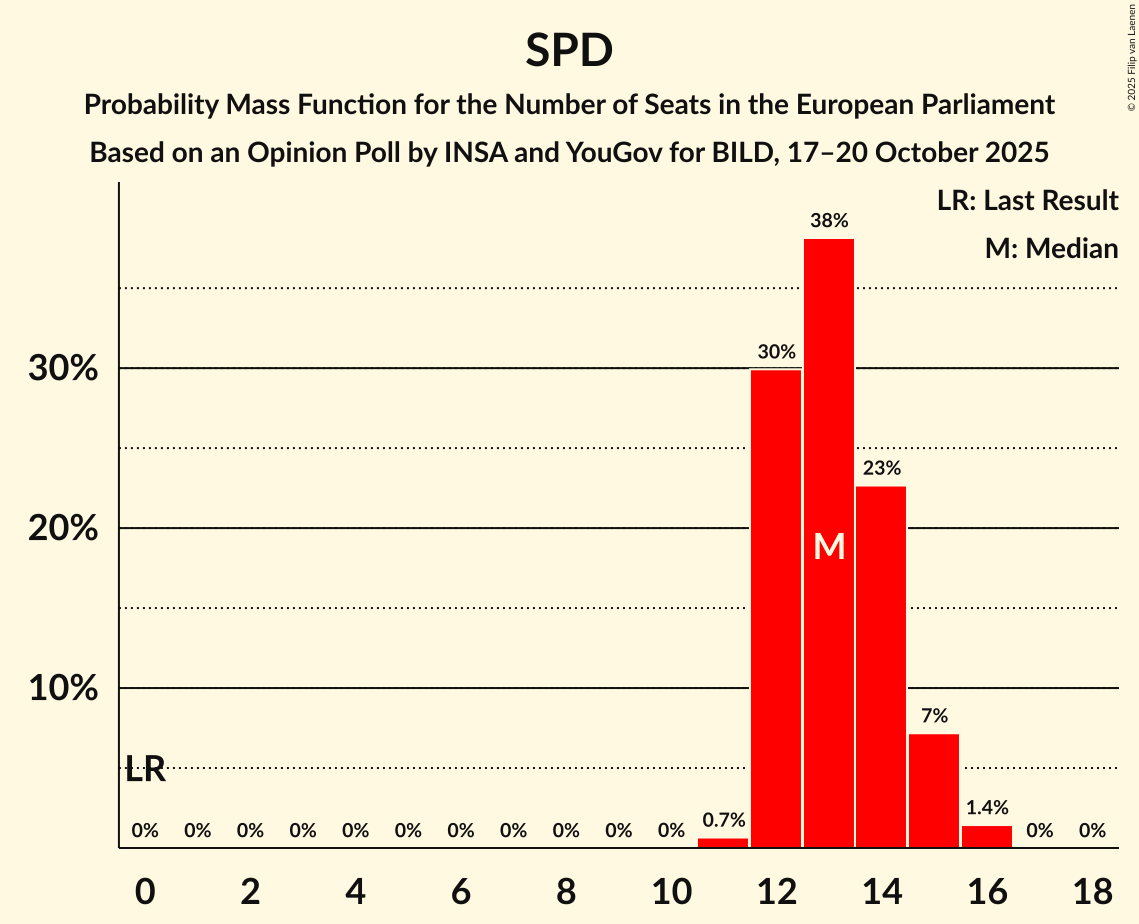 SPD
Probability Mass Function for the Number of Seats in the European Parliament
Based on an Opinion Poll by INSA and YouGov for BILD, 17–20 October 2025
© 2025 Filip van Laenen
LR: Last Result
M: Median
38%
30%
30%
23%
20%
M
10%
7%
LR
1.4%
0.7%
0% 0% 0% 0% 0% 0% 0% 0% 0% 0% 0% 0% 0%
0 2 4 6 8 10 12 14 16 18